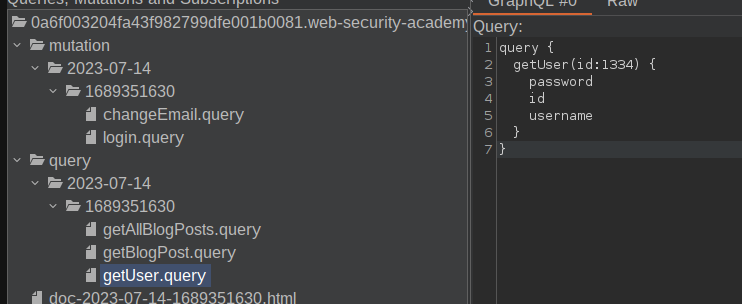 Queries, Mutations and Subscriptions
0a6f003204fa43f982799dfe001b0081.web-security-academy
mutation
2023-07-14
1689351630
changeEmail.query
login.query
query
2023-07-14
1689351630
getAllBlogPosts.query
getBlogPost.query
getUser.query
doc-2023-07-14-1689351630.html
GraphQL #0 Raw
Query:
1 query {
2 getUser(id:1334) {
3 password
4 id
5 username
6 }
7 }